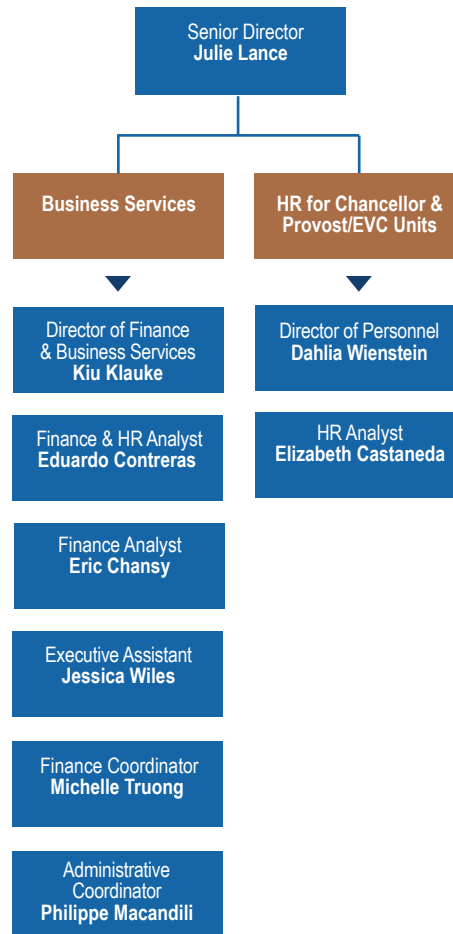 Senior Director
Julie Lance
Business Services
HR for Chancellor &
Provost/EVC Units
Director of Finance
& Business Services
Kiu Klauke
Director of Personnel
Dahlia Wienstein
Finance & HR Analyst
Eduardo Contreras
HR Analyst
Elizabeth Castaneda
Finance Analyst
Eric Chansy
Executive Assistant
Jessica Wiles
Finance Coordinator
Michelle Truong
Administrative
Coordinator
Philippe Macandili